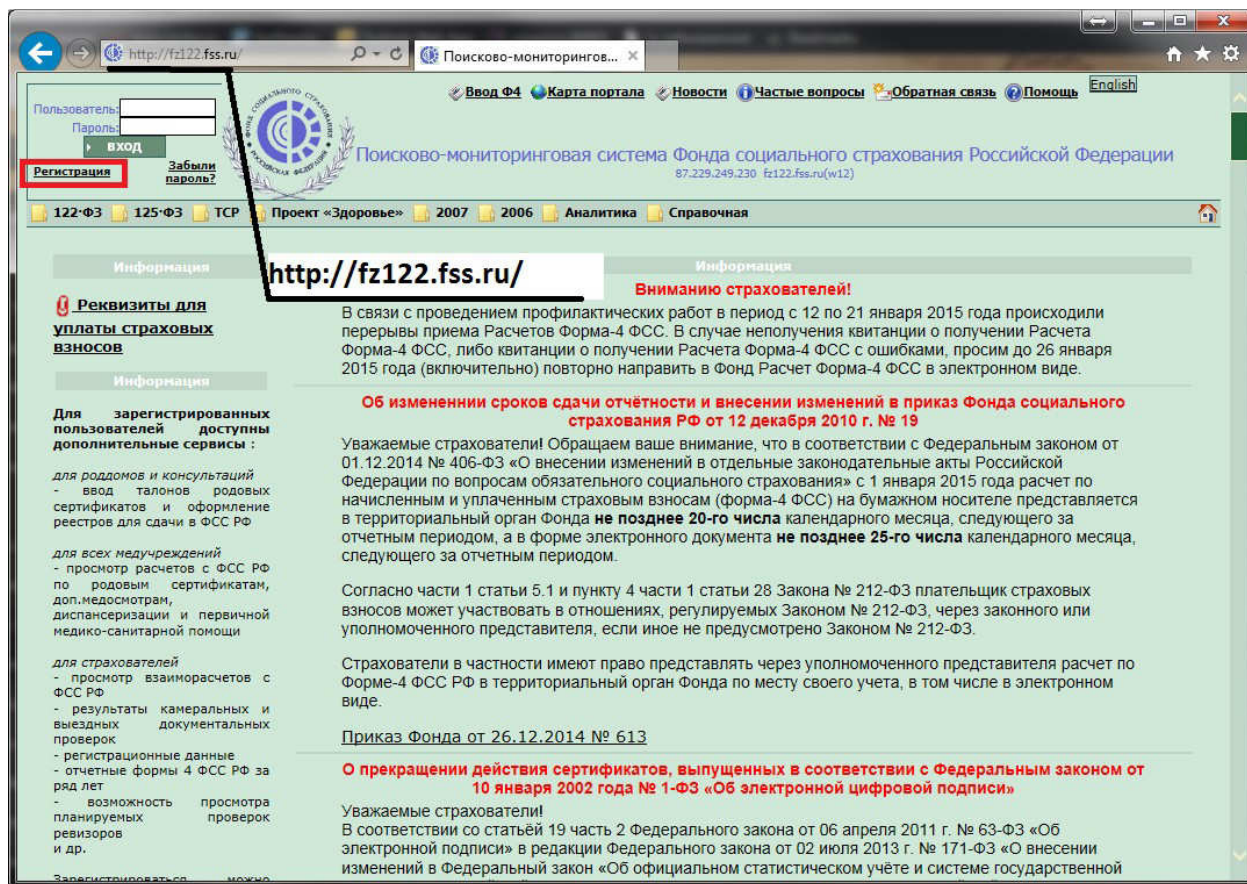 http://fz122.fss.ru/
Поисково-мониторингов...
Пользователь:
Пароль:
ВХОД
Регистрация
Забыли
пароль?
Ввод Ф4 Карта портала Новости Частые вопросы Обратная связь Помощь English
Поисково-мониторинговая система Фонда социального страхования Российской Федерации
87.229.249.230 fz122.fss.ru(w12)
122-ФЗ 125-ФЗ ТСР Проект «Здоровье» 2007 2006 Аналитика Справочная
http://fz122.fss.ru/
Информация
Реквизиты для
уплаты страховых
взносов
Информация
Для зарегистрированных
пользователей доступны
дополнительные сервисы :
для роддомов и консультаций
- ввод талонов родовых
сертификатов и оформление
реестров для сдачи в ФСС РФ
для всех медучреждений
- просмотр расчетов с ФСС РФ
по родовым сертификатам,
доп.медосмотрам,
диспансеризации и первичной
медико-санитарной помощи
для страхователей
- просмотр взаиморасчетов с
ФСС РФ
- результаты камеральных и
выездных документальных
проверок
- регистрационные данные
- отчетные формы 4 ФСС РФ за
ряд лет
- возможность просмотра
планируемых проверок
ревизоров
и др.
Зарегистрироваться можно
Информация
Вниманию страхователей!
В связи с проведением профилактических работ в период с 12 по 21 января 2015 года происходили
перерывы приема Расчетов Форма-4 ФСС. В случае неполучения квитанции о получении Расчета
Форма-4 ФСС, либо квитанции о получении Расчета Форма-4 ФСС с ошибками, просим до 26 января
2015 года (включительно) повторно направить в Фонд Расчет Форма-4 ФСС в электронном виде.
Об измененнии сроков сдачи отчётности и внесении изменений в приказ Фонда социального
страхования РФ от 12 декабря 2010 г. № 19
Уважаемые страхователи! Обращаем ваше внимание, что в соответствии с Федеральным законом от
01.12.2014 № 406-ФЗ «О внесении изменений в отдельные законодательные акты Российской
Федерации по вопросам обязательного социального страхования» с 1 января 2015 года расчет по
начисленным и уплаченным страховым взносам (форма-4 ФСС) на бумажном носителе представляется
в территориальный орган Фонда не позднее 20-го числа календарного месяца, следующего за
отчетным периодом, а в форме электронного документа не позднее 25-го числа календарного месяца,
следующего за отчетным периодом.
Согласно части 1 статьи 5.1 и пункту 4 части 1 статьи 28 Закона № 212-ФЗ плательщик страховых
взносов может участвовать в отношениях, регулируемых Законом № 212-ФЗ, через законного или
уполномоченного представителя, если иное не предусмотрено Законом № 212-ФЗ.
Страхователи в частности имеют право представлять через уполномоченного представителя расчет по
Форме-4 ФСС РФ в территориальный орган Фонда по месту своего учета, в том числе в электронном
виде.
Приказ Фонда от 26.12.2014 № 613
О прекращении действия сертификатов, выпущенных в соответствии с Федеральным законом от
10 января 2002 года № 1-ФЗ «Об электронной цифровой подписи»
Уважаемые страхователи!
В соответствии со статьёй 19 часть 2 Федерального закона от 06 апреля 2011 г. № 63-ФЗ «Об
электронной подписи» в редакции Федерального закона от 02 июля 2013 г. № 171-ФЗ «О внесении
изменений в Федеральный закон «Об официальном статистическом учёте и системе государственной